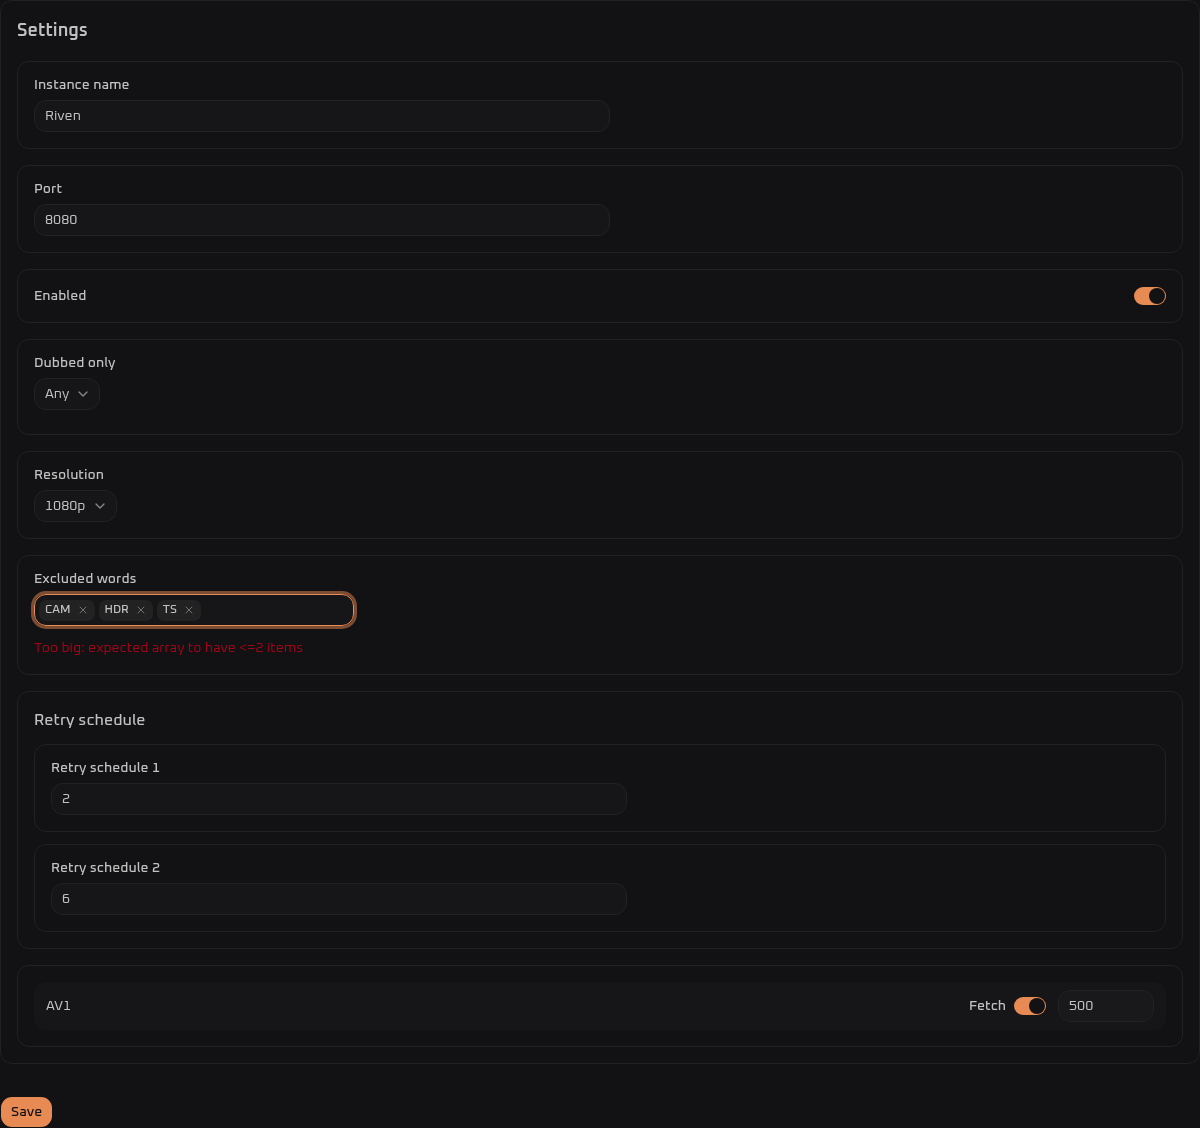 Settings
Instance name
Riven
Port
8080
Enabled
Dubbed only
Any
Resolution
1080p
Excluded words
CAM HDR TS
Too big: expected array to have <=2 items
Retry schedule
Retry schedule 1
2
Retry schedule 2
6
AV1 Fetch 500
Save